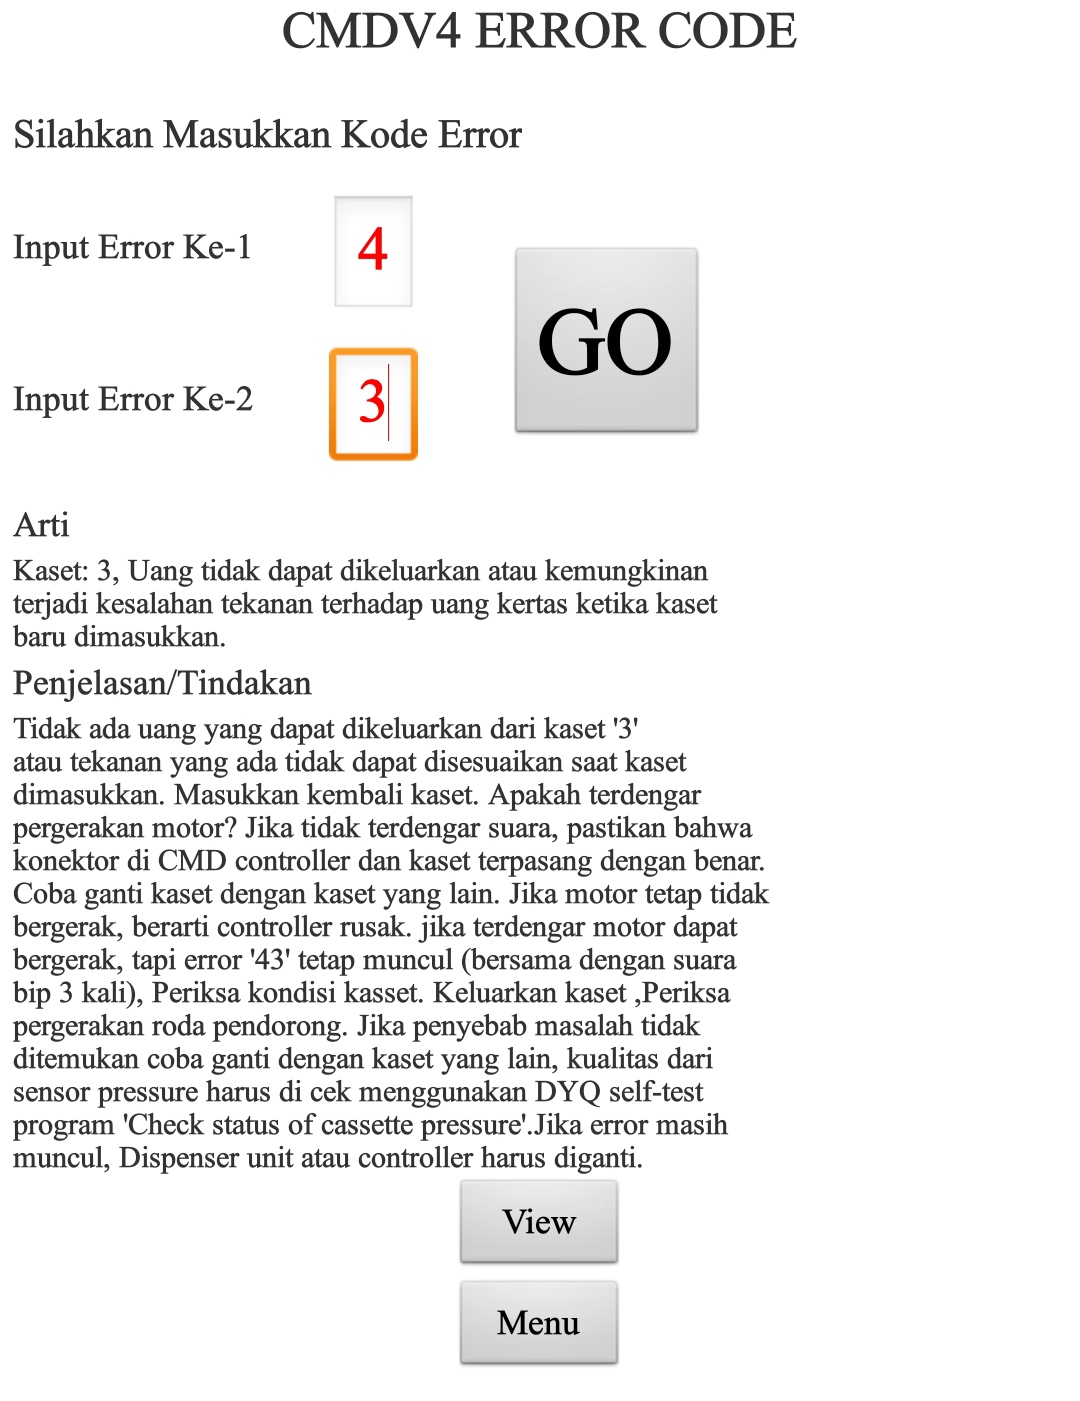 CMDV4 ERROR CODE
Silahkan Masukkan Kode Error
Input Error Ke-1
4
GO
Input Error Ke-2
3
Arti
Kaset: 3, Uang tidak dapat dikeluarkan atau kemungkinan
terjadi kesalahan tekanan terhadap uang kertas ketika kaset
baru dimasukkan.
Penjelasan/Tindakan
Tidak ada uang yang dapat dikeluarkan dari kaset '3'
atau tekanan yang ada tidak dapat disesuaikan saat kaset
dimasukkan. Masukkan kembali kaset. Apakah terdengar
pergerakan motor? Jika tidak terdengar suara, pastikan bahwa
konektor di CMD controller dan kaset terpasang dengan benar.
Coba ganti kaset dengan kaset yang lain. Jika motor tetap tidak
bergerak, berarti controller rusak. jika terdengar motor dapat
bergerak, tapi error '43' tetap muncul (bersama dengan suara
bip 3 kali), Periksa kondisi kasset. Keluarkan kaset ,Periksa
pergerakan roda pendorong. Jika penyebab masalah tidak
ditemukan coba ganti dengan kaset yang lain, kualitas dari
sensor pressure harus di cek menggunakan DYQ self-test
program 'Check status of cassette pressure'.Jika error masih
muncul, Dispenser unit atau controller harus diganti.
View
Menu